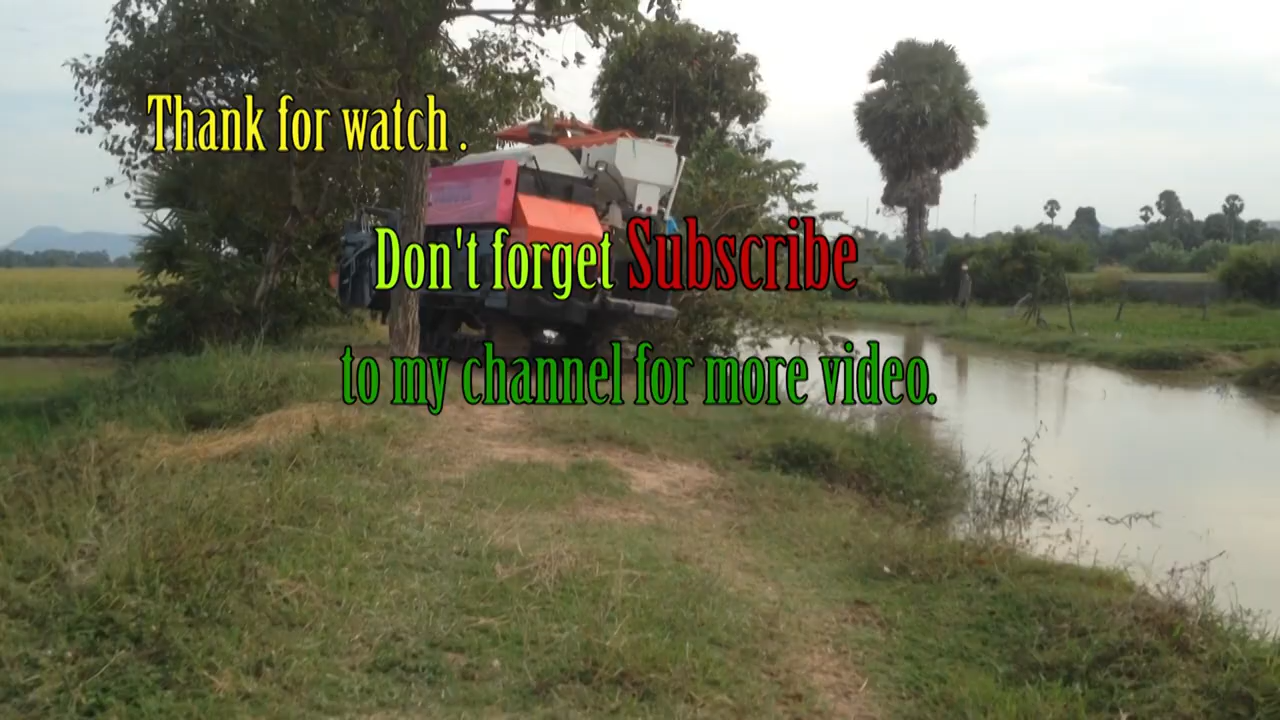 Thank for watch .
Don't forget Subscribe
to my channel for more video.